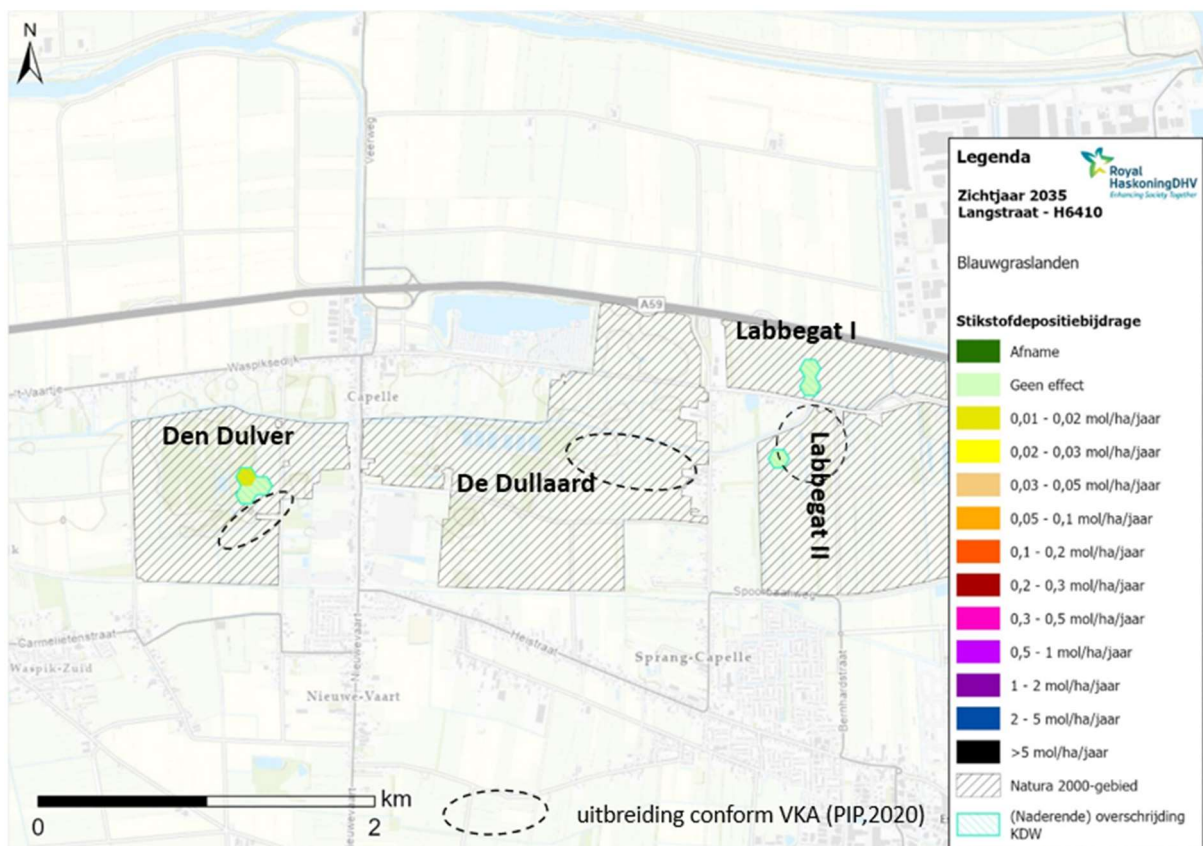 N
Veerweg
A59
Waspiksedijk
't Vaartje
Capelle
Labbegat I
Den Dulver
De Dullaard
Labbegat II
Spoorbaanweg
Carmelietenstraat
Waspik-Zuid
Nieuwevaart
Heistraat
Sprang-Capelle
Nieuwe-Vaart
Bernhardstraat
Nieuwevaart
km
0
2
uitbreiding conform VKA (PIP,2020)
Legenda
Royal
HaskoningDHV
Enhancing Society Together
Zichtjaar 2035
Langstraat - H6410
Blauwgraslanden
Stikstofdepositiebijdrage
Afname
Geen effect
0,01 - 0,02 mol/ha/jaar
0,02 - 0,03 mol/ha/jaar
0,03 - 0,05 mol/ha/jaar
0,05 - 0,1 mol/ha/jaar
0,1 - 0,2 mol/ha/jaar
0,2 - 0,3 mol/ha/jaar
0,3 - 0,5 mol/ha/jaar
0,5 - 1 mol/ha/jaar
1 - 2 mol/ha/jaar
2 - 5 mol/ha/jaar
>5 mol/ha/jaar
Natura 2000-gebied
(Naderende) overschrijding
KDW